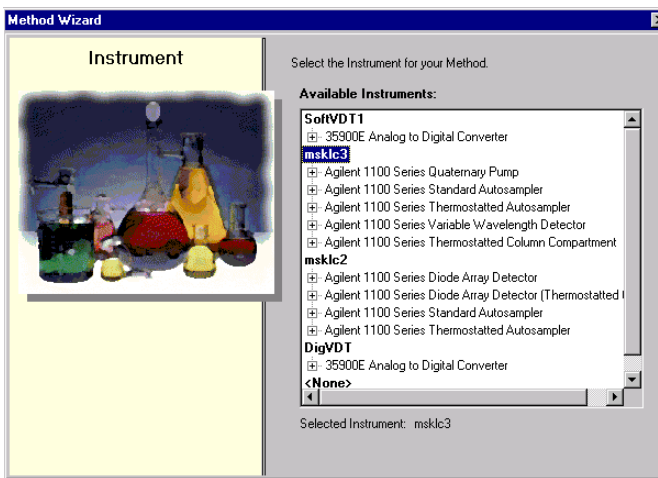 Method Wizard
Instrument
Select the Instrument for your Method.
Available Instruments:
SoftVDT1
35900E Analog to Digital Converter
msklc3
Agilent 1100 Series Quaternary Pump
Agilent 1100 Series Standard Autosampler
Agilent 1100 Series Thermostatted Autosampler
Agilent 1100 Series Variable Wavelength Detector
Agilent 1100 Series Thermostatted Column Compartment
msklc2
Agilent 1100 Series Diode Array Detector
Agilent 1100 Series Diode Array Detector (Thermostatted
Agilent 1100 Series Standard Autosampler
Agilent 1100 Series Thermostatted Autosampler
DigVDT
35900E Analog to Digital Converter
<None>
Selected Instrument: msklc3